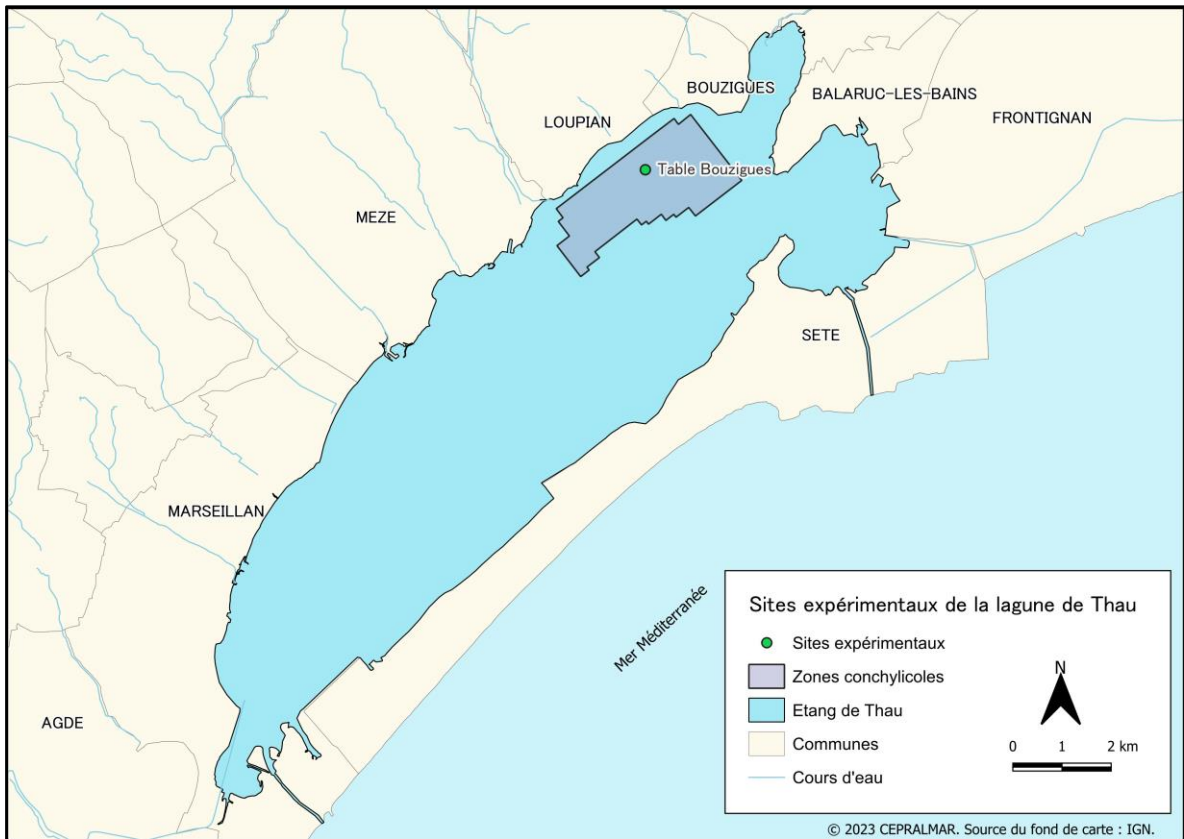 BOUZIGUES
BALARUC-LES-BAINS
FRONTIGNAN
LOUPIAN
Table Bouzigues
MEZE
SETE
MARSEILLAN
Mer Méditerranée
AGDE
Sites expérimentaux de la lagune de Thau
Sites expérimentaux
Zones conchylicoles
Etang de Thau
Communes
Cours d'eau
N
0 1 2 km
© 2023 CEPRALMAR. Source du fond de carte : IGN.